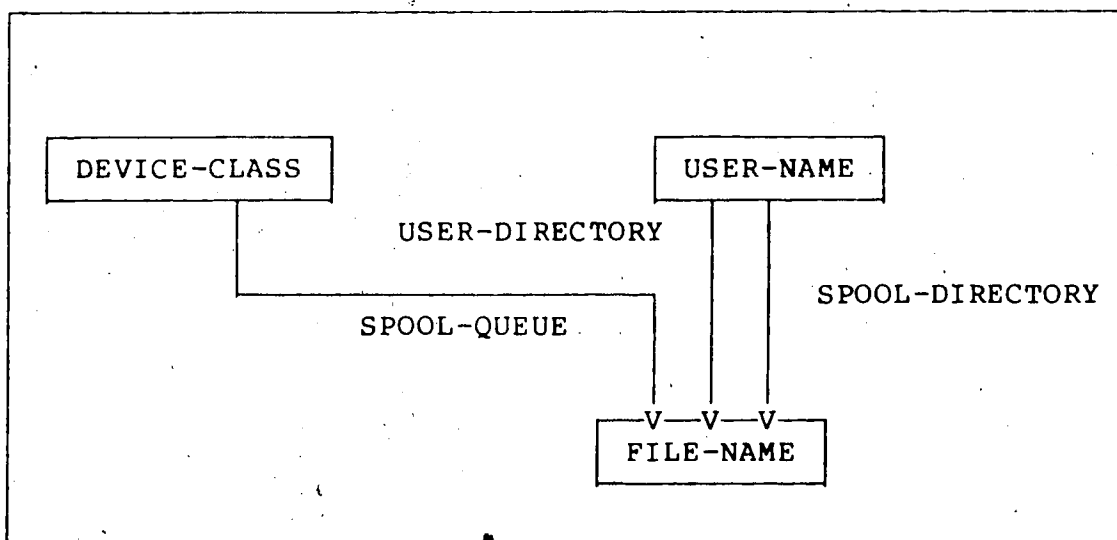 DEVICE-CLASS
USER-NAME
USER-DIRECTORY
SPOOL-DIRECTORY
SPOOL-QUEUE
V V V
FILE-NAME